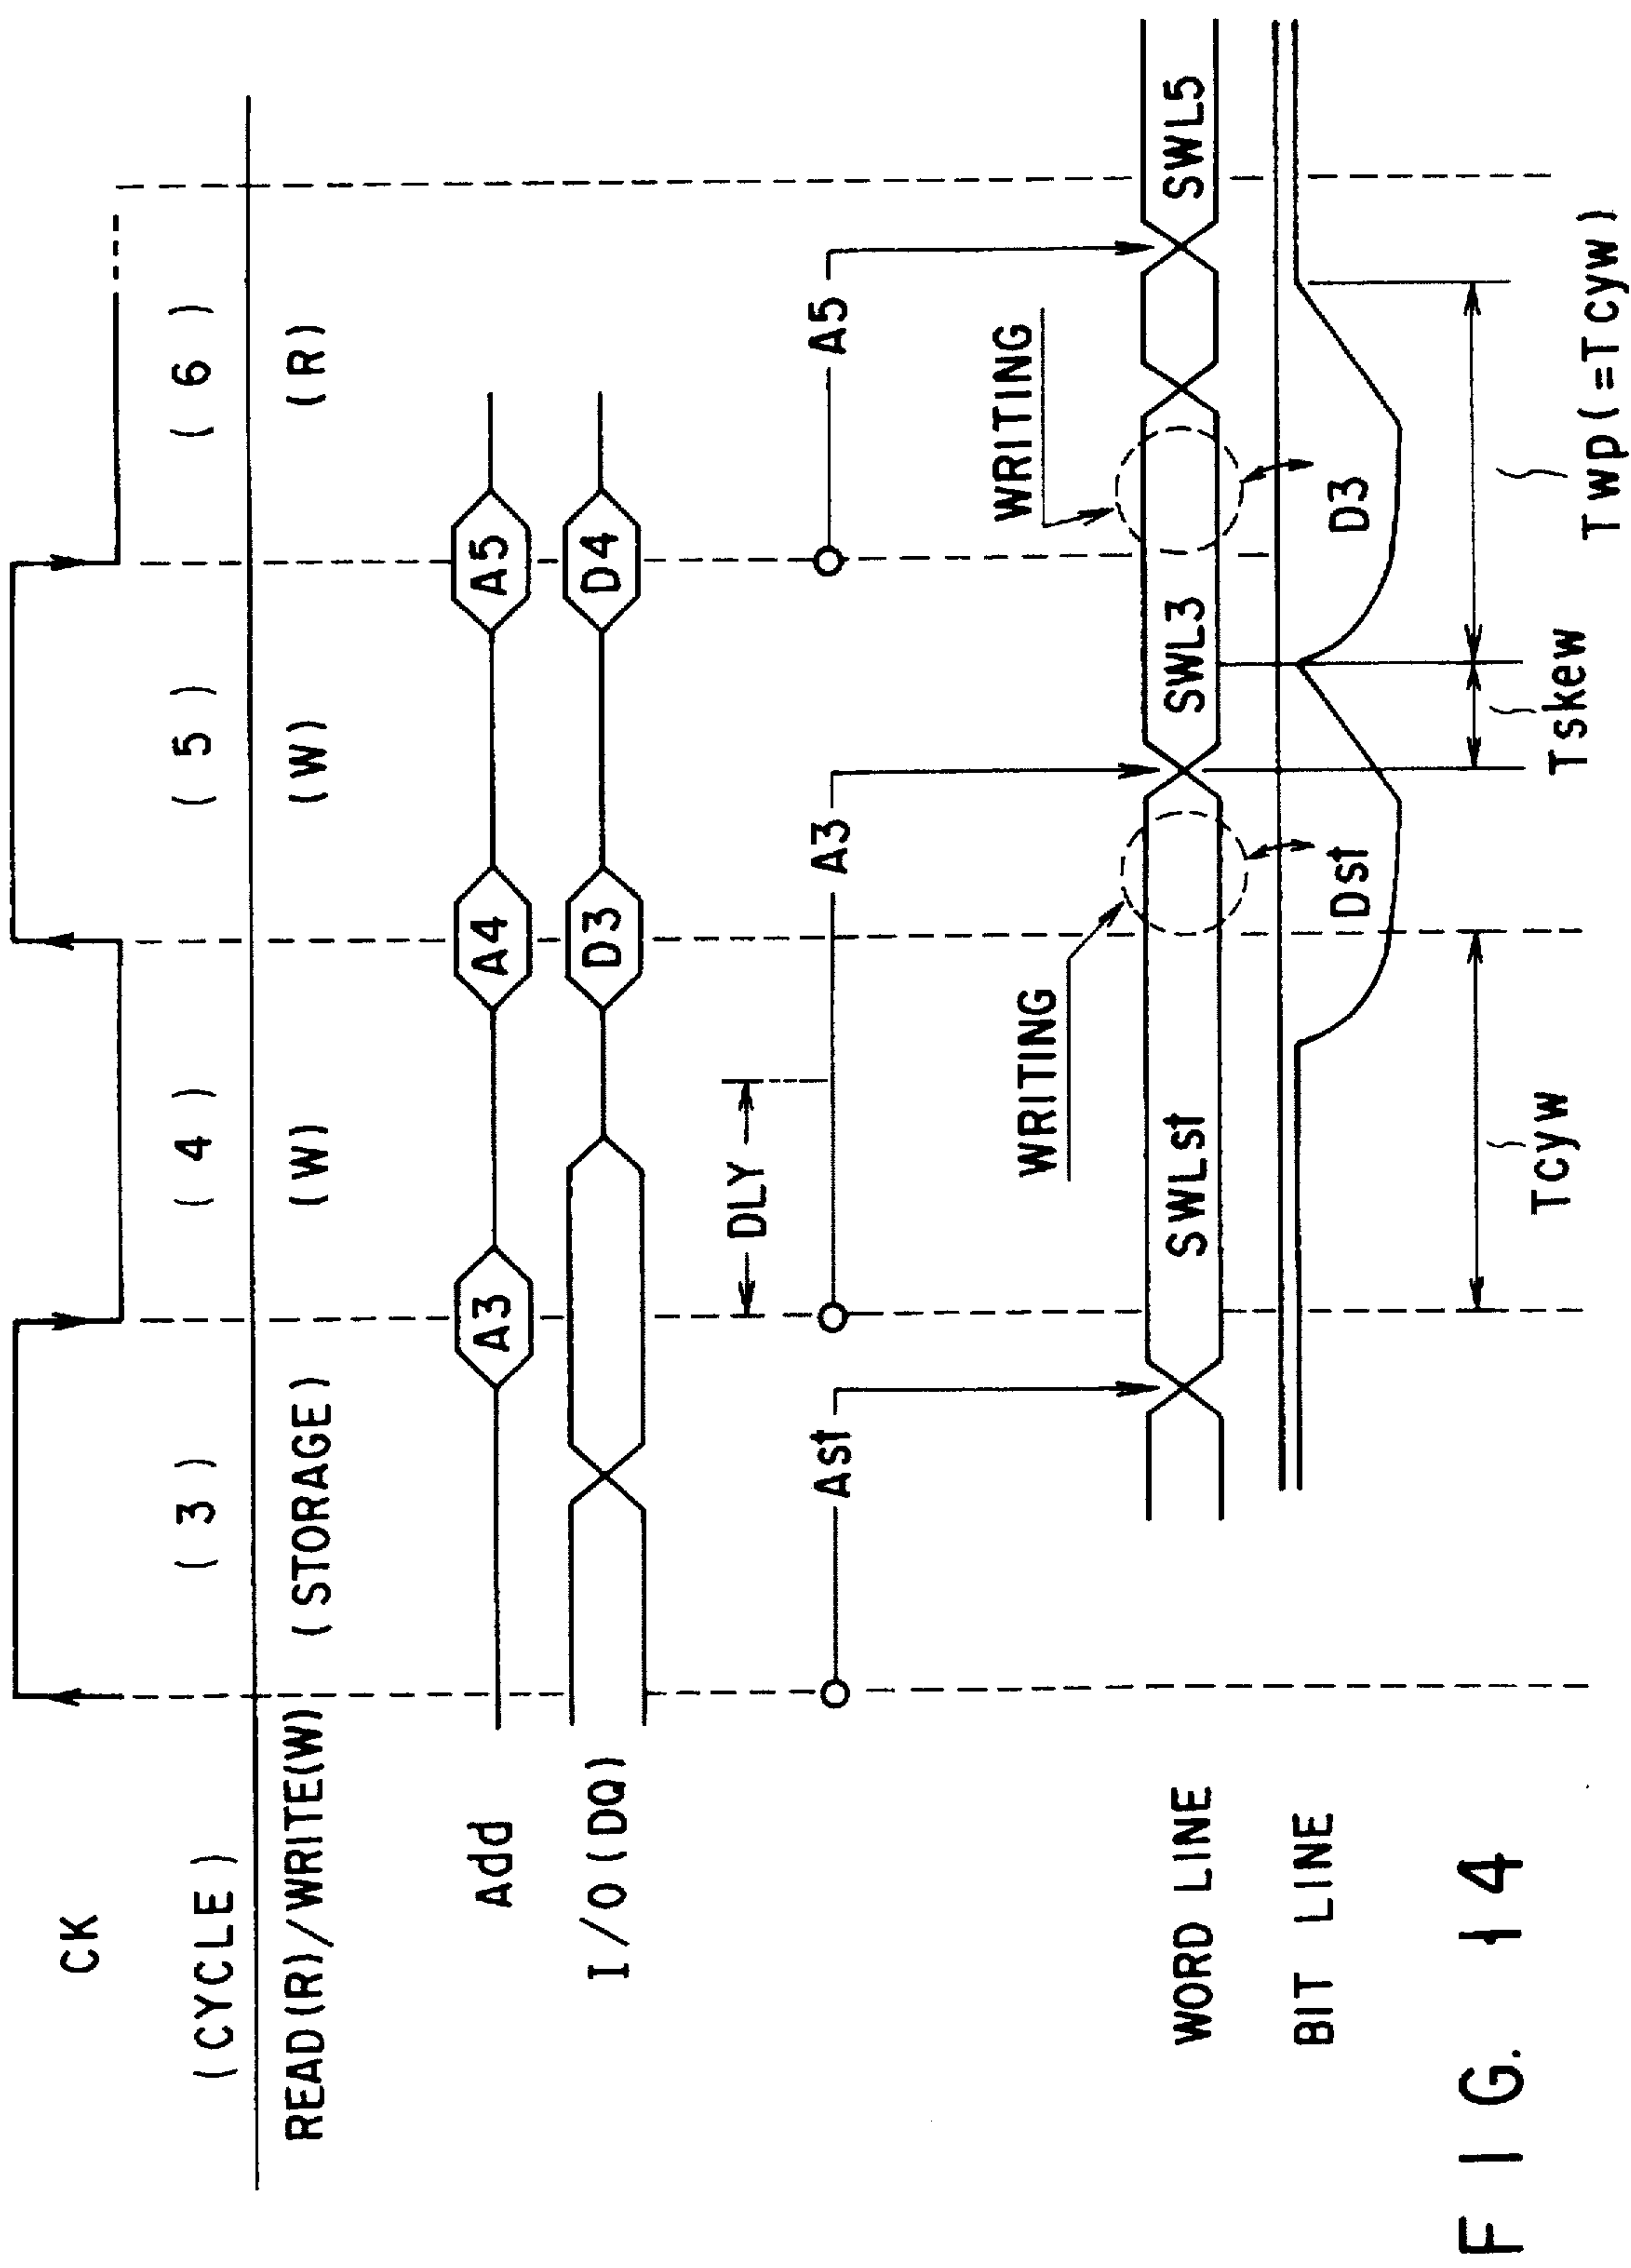 CK
(CYCLE) (3) (4) (5) (6)
READ(R)/WRITE(W) (STORAGE) (W) (W) (R)
Add A3 A4 A5
I/O(DQ) D3 D4
DLY
Ast A3 A5
WRITING WRITING
WORD LINE SWLst SWL3 SWL5
BIT LINE Dst D3
Tcyw Tskew Twp(=Tcyw)
FIG. 14